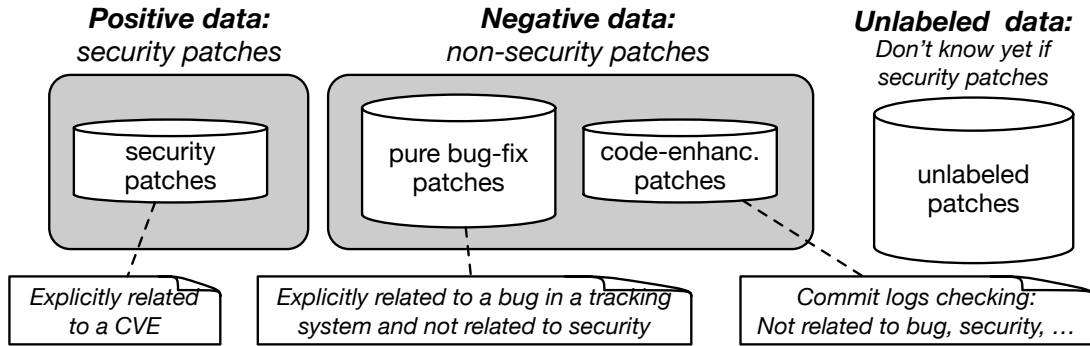 Positive data:
security patches
Negative data:
non-security patches
Unlabeled data:
Don't know yet if
security patches
security
patches
pure bug-fix
patches
code-enhanc.
patches
unlabeled
patches
Explicitly related
to a CVE
Explicitly related to a bug in a tracking
system and not related to security
Commit logs checking:
Not related to bug, security, …